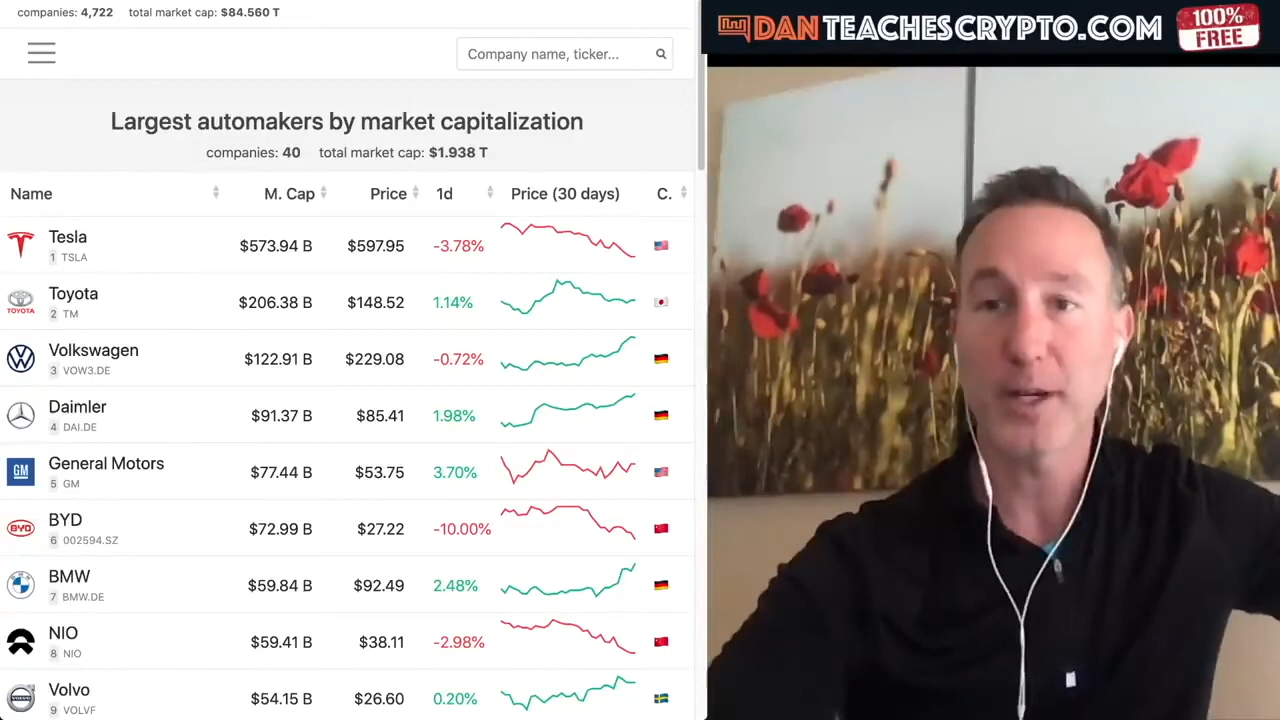 companies: 4,722 total market cap: $84.560 T
Company name, ticker...
Largest automakers by market capitalization
companies: 40 total market cap: $1.938 T
Name M. Cap Price 1d Price (30 days) C.
Tesla $573.94 B $597.95 -3.78%
1 TSLA
Toyota $206.38 B $148.52 1.14%
TOYOTA 2 TM
Volkswagen $122.91 B $229.08 -0.72%
3 VOW3.DE
Daimler $91.37 B $85.41 1.98%
4 DAI.DE
GM General Motors $77.44 B $53.75 3.70%
5 GM
BYD BYD $72.99 B $27.22 -10.00%
6 002594.SZ
BMW $59.84 B $92.49 2.48%
7 BMW.DE
NIO $59.41 B $38.11 -2.98%
8 NIO
Volvo $54.15 B $26.60 0.20%
9 VOLVF
DANTEACHESCRYPTO.COM
100%
FREE